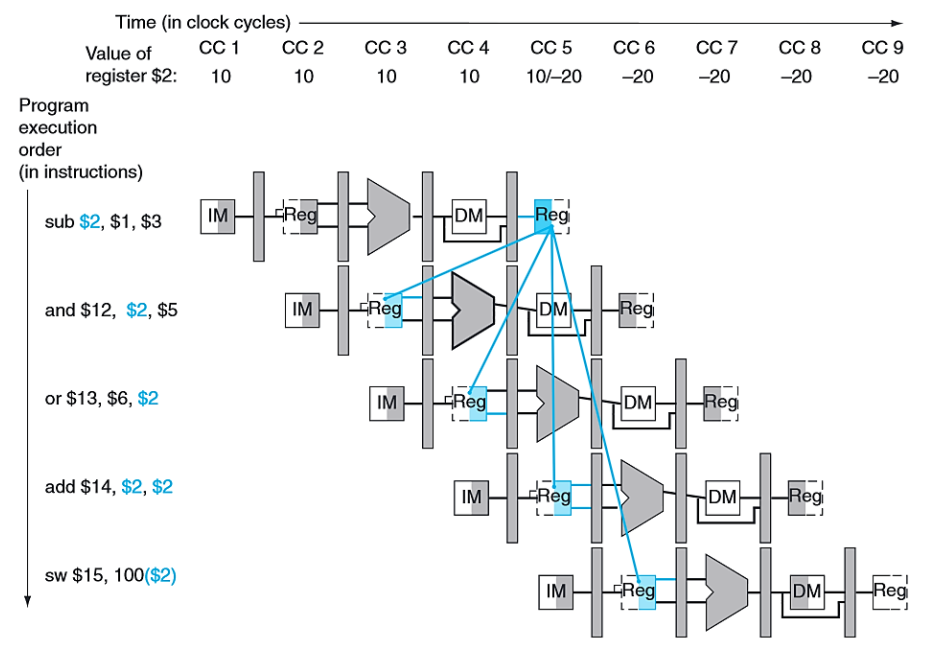 Time (in clock cycles)
Value of register $2:
CC 1 CC 2 CC 3 CC 4 CC 5 CC 6 CC 7 CC 8 CC 9
10 10 10 10 10/–20 –20 –20 –20 –20
Program
execution
order
(in instructions)
sub $2, $1, $3
IM Reg DM Reg
and $12, $2, $5
IM Reg DM Reg
or $13, $6, $2
IM Reg DM Reg
add $14, $2, $2
IM Reg DM Reg
sw $15, 100($2)
IM Reg DM Reg